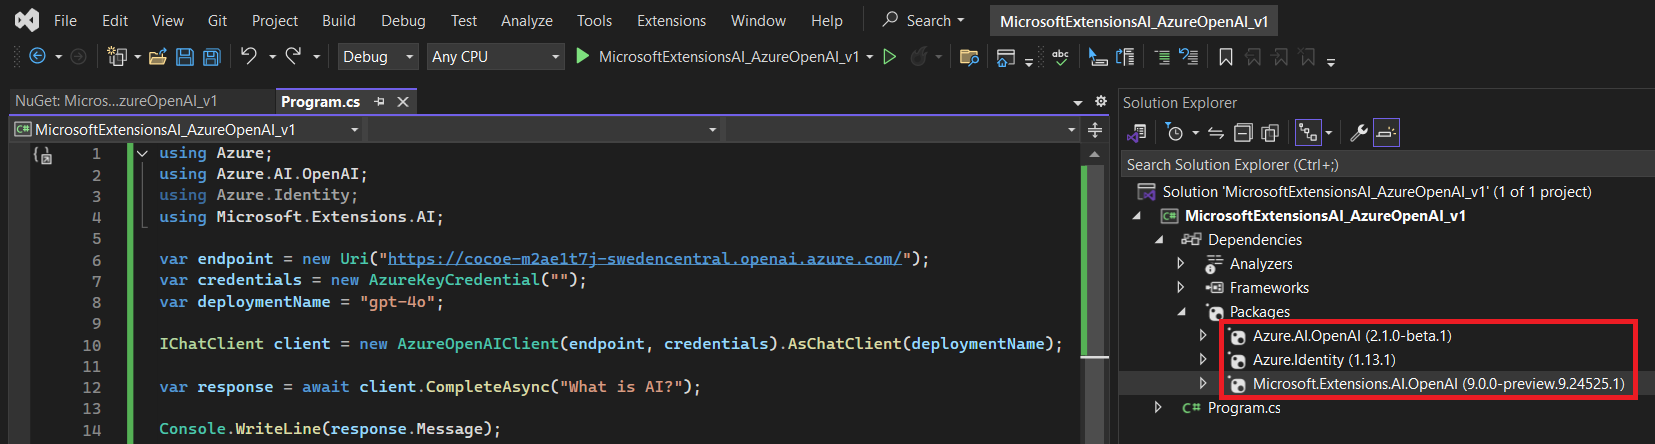 File Edit View Git Project Build Debug Test Analyze Tools Extensions Window Help Search MicrosoftExtensionsAI_AzureOpenAI_v1
Debug Any CPU MicrosoftExtensionsAI_AzureOpenAI_v1 abc
NuGet: Micros...zureOpenAI_v1 Program.cs
C# MicrosoftExtensionsAI_AzureOpenAI_v1
1 using Azure;
2 using Azure.AI.OpenAI;
3 using Azure.Identity;
4 using Microsoft.Extensions.AI;
5
6 var endpoint = new Uri("https://cocoe-m2ae1t7j-swedencentral.openai.azure.com/");
7 var credentials = new AzureKeyCredential("");
8 var deploymentName = "gpt-4o";
9
10 IChatClient client = new AzureOpenAIClient(endpoint, credentials).AsChatClient(deploymentName);
11
12 var response = await client.CompleteAsync("What is AI?");
13
14 Console.WriteLine(response.Message);
Solution Explorer
Search Solution Explorer (Ctrl+;)
Solution 'MicrosoftExtensionsAI_AzureOpenAI_v1' (1 of 1 project)
C# MicrosoftExtensionsAI_AzureOpenAI_v1
Dependencies
Analyzers
Frameworks
Packages
Azure.AI.OpenAI (2.1.0-beta.1)
Azure.Identity (1.13.1)
Microsoft.Extensions.AI.OpenAI (9.0.0-preview.9.24525.1)
C# Program.cs